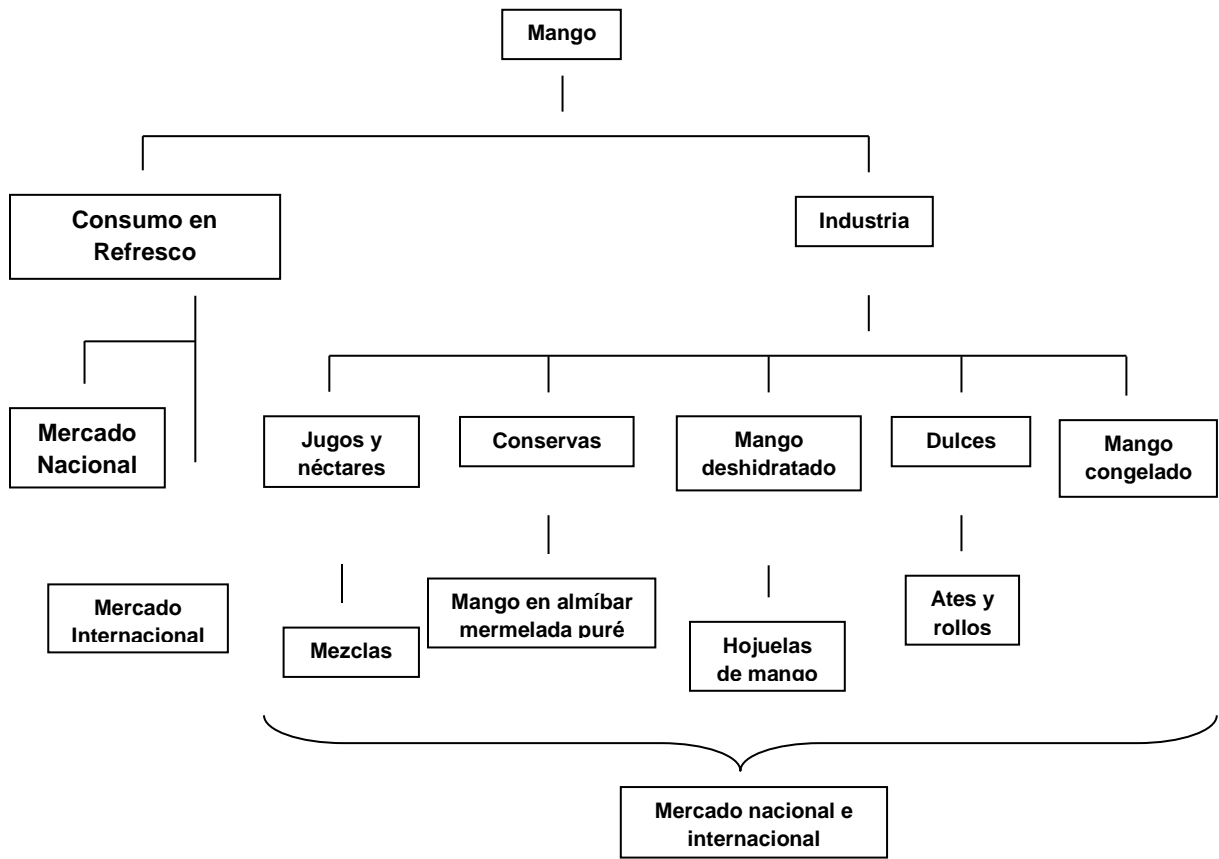 Mango
Consumo en
Refresco
Industria
Mercado
Nacional
Jugos y
néctares
Conservas
Mango
deshidratado
Dulces
Mango
congelado
Mercado
Internacional
Mezclas
Mango en almíbar
mermelada puré
Hojuelas
de mango
Ates y
rollos
Mercado nacional e
internacional